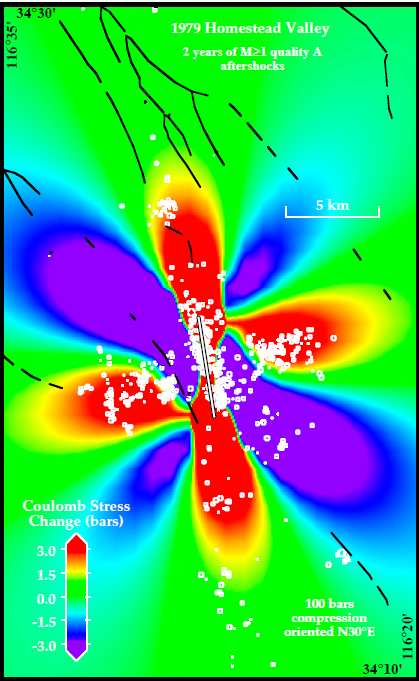 34°30'
116°35'
1979 Homestead Valley
2 years of M≥1 quality A
aftershocks
5 km
Coulomb Stress
Change (bars)
3.0
1.5
0.0
-1.5
-3.0
100 bars
compression
oriented N30°E
116°20'
34°10'